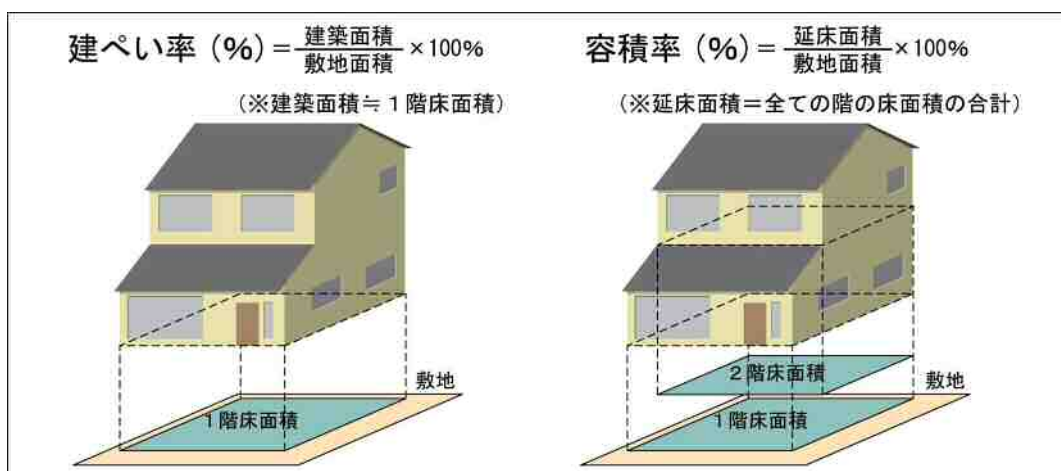 建ぺい率（%）＝建築面積/敷地面積×100%
（※建築面積≒１階床面積）
敷地
１階床面積
容積率（%）＝延床面積/敷地面積×100%
（※延床面積＝全ての階の床面積の合計）
２階床面積
敷地
１階床面積